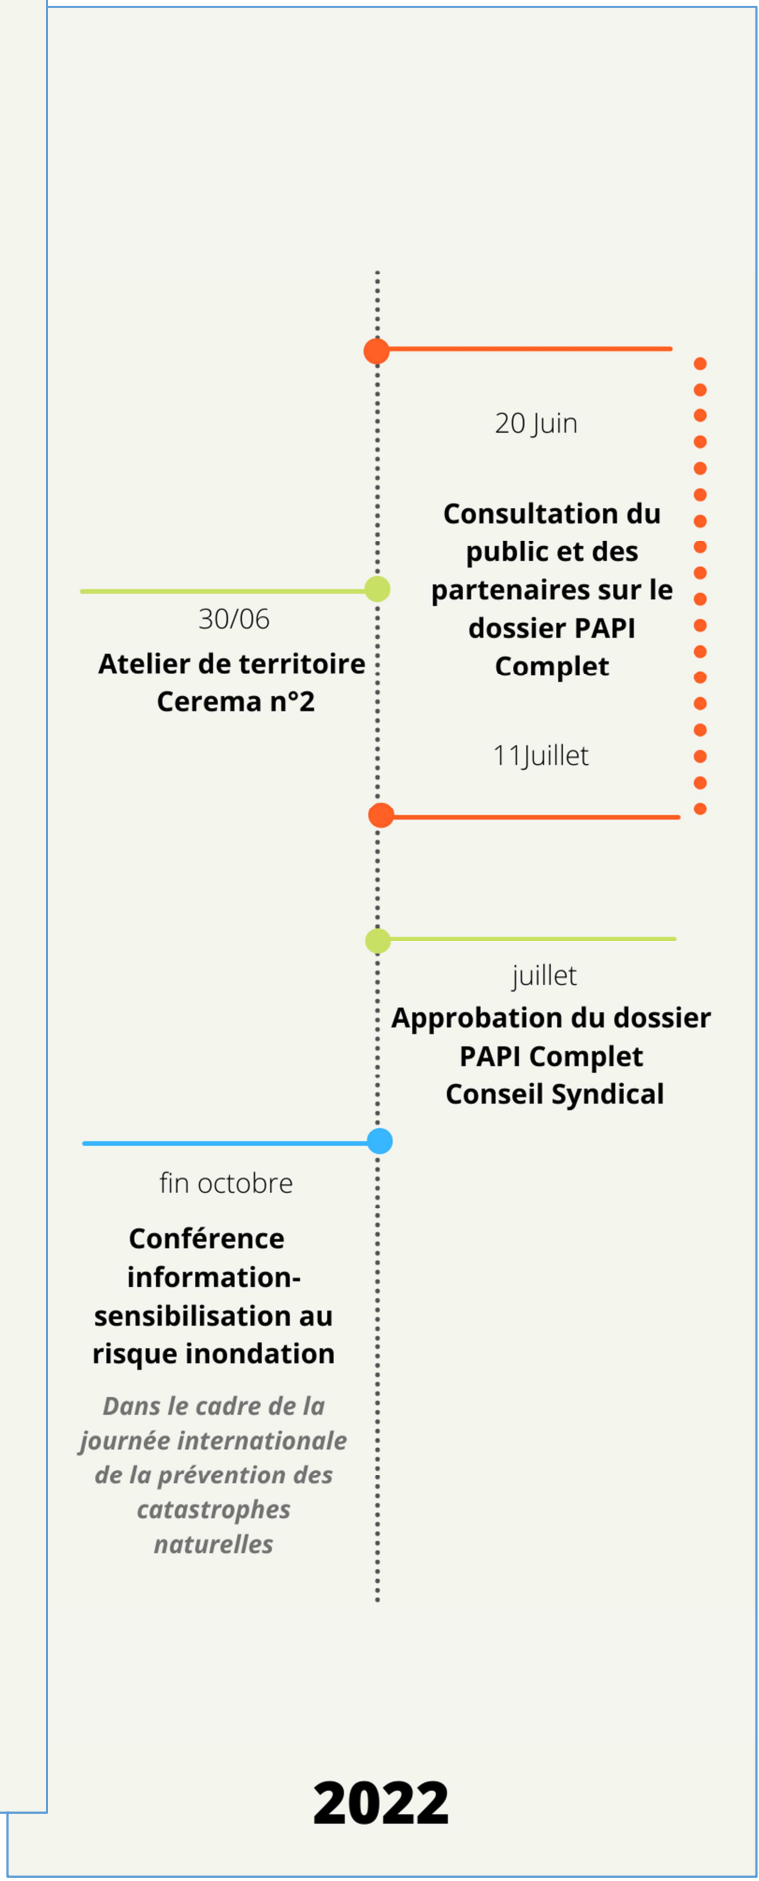 20 Juin
Consultation du
public et des
partenaires sur le
dossier PAPI
Complet
11Juillet
30/06
Atelier de territoire
Cerema n°2
juillet
Approbation du dossier
PAPI Complet
Conseil Syndical
fin octobre
Conférence
information-
sensibilisation au
risque inondation
Dans le cadre de la
journée internationale
de la prévention des
catastrophes
naturelles
2022